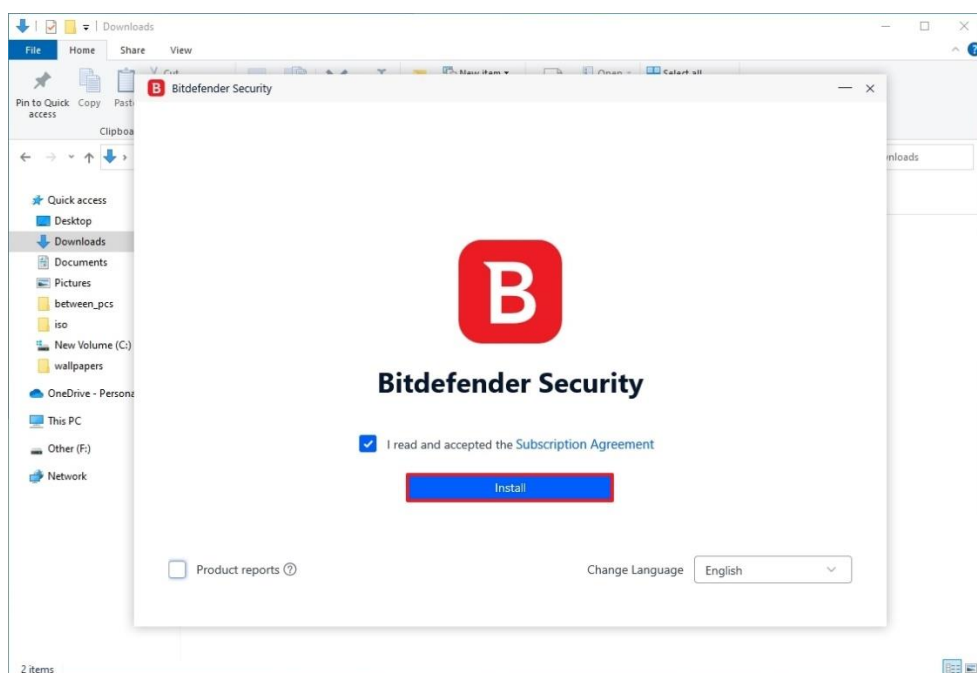 Downloads
File Home Share View
Pin to Quick access Copy
New item Open Select all
Bitdefender Security
Quick access
Desktop
Downloads
Documents
Pictures
between_pcs
iso
New Volume (C:)
wallpapers
OneDrive - Persona
This PC
Other (F:)
Network
B
Bitdefender Security
I read and accepted the Subscription Agreement
Install
Product reports
Change Language English
2 items